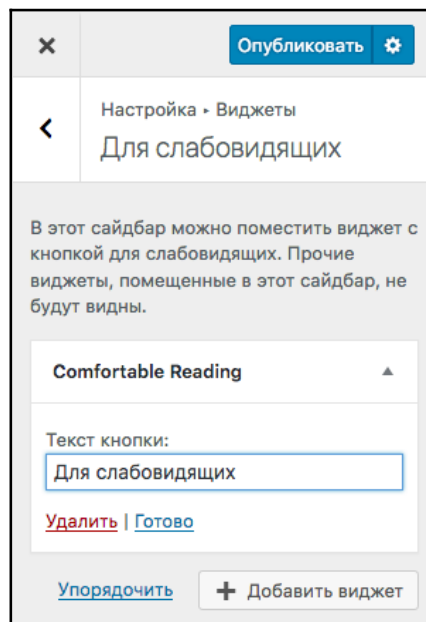 Опубликовать
Настройка ▸ Виджеты
Для слабовидящих
В этот сайдбар можно поместить виджет с
кнопкой для слабовидящих. Прочие
виджеты, помещенные в этот сайдбар, не
будут видны.
Comfortable Reading
Текст кнопки:
Для слабовидящих
Удалить | Готово
Упорядочить + Добавить виджет